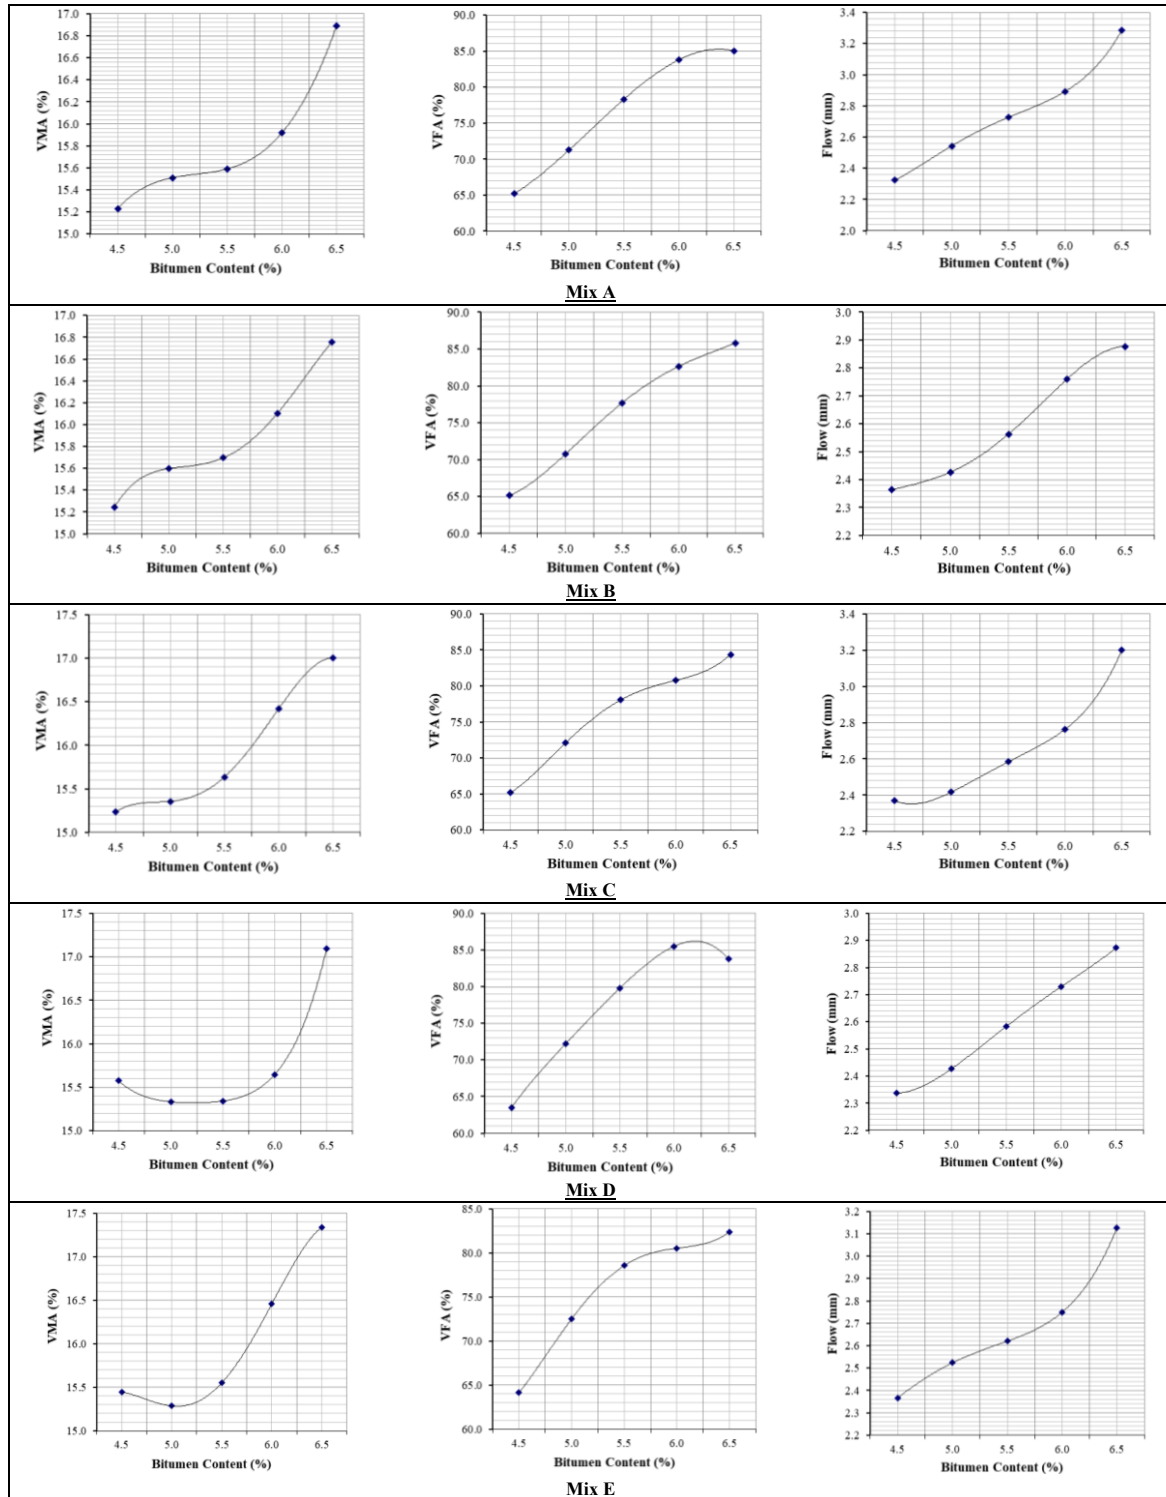 17.0
16.8
16.6
16.4
16.2
16.0
15.8
15.6
15.4
15.2
15.0
VMA (%)
4.5 5.0 5.5 6.0 6.5
Bitumen Content (%)
90.0
85.0
80.0
75.0
70.0
65.0
60.0
VFA (%)
4.5 5.0 5.5 6.0 6.5
Bitumen Content (%)
3.4
3.2
3.0
2.8
2.6
2.4
2.2
2.0
Flow (mm)
4.5 5.0 5.5 6.0 6.5
Bitumen Content (%)
Mix A
17.0
16.8
16.6
16.4
16.2
16.0
15.8
15.6
15.4
15.2
15.0
VMA (%)
4.5 5.0 5.5 6.0 6.5
Bitumen Content (%)
90.0
85.0
80.0
75.0
70.0
65.0
60.0
VFA (%)
4.5 5.0 5.5 6.0 6.5
Bitumen Content (%)
3.0
2.9
2.8
2.7
2.6
2.5
2.4
2.3
2.2
Flow (mm)
4.5 5.0 5.5 6.0 6.5
Bitumen Content (%)
Mix B
17.5
17.0
16.5
16.0
15.5
15.0
VMA (%)
4.5 5.0 5.5 6.0 6.5
Bitumen Content (%)
90.0
85.0
80.0
75.0
70.0
65.0
60.0
VFA (%)
4.5 5.0 5.5 6.0 6.5
Bitumen Content (%)
3.4
3.2
3.0
2.8
2.6
2.4
2.2
Flow (mm)
4.5 5.0 5.5 6.0 6.5
Bitumen Content (%)
Mix C
17.5
17.0
16.5
16.0
15.5
15.0
VMA (%)
4.5 5.0 5.5 6.0 6.5
Bitumen Content (%)
90.0
85.0
80.0
75.0
70.0
65.0
60.0
VFA (%)
4.5 5.0 5.5 6.0 6.5
Bitumen Content (%)
3.0
2.9
2.8
2.7
2.6
2.5
2.4
2.3
2.2
Flow (mm)
4.5 5.0 5.5 6.0 6.5
Bitumen Content (%)
Mix D
17.5
17.0
16.5
16.0
15.5
15.0
VMA (%)
4.5 5.0 5.5 6.0 6.5
Bitumen Content (%)
85.0
80.0
75.0
70.0
65.0
60.0
VFA (%)
4.5 5.0 5.5 6.0 6.5
Bitumen Content (%)
3.2
3.1
3.0
2.9
2.8
2.7
2.6
2.5
2.4
2.3
2.2
Flow (mm)
4.5 5.0 5.5 6.0 6.5
Bitumen Content (%)
Mix E